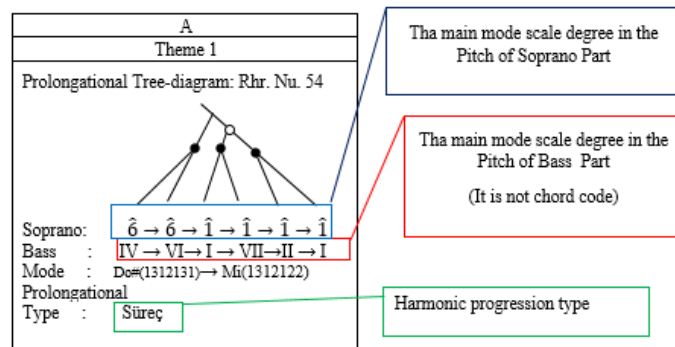 A
Theme 1
Prolongational Tree-diagram: Rhr. Nu. 54
Soprano: 6̂ → 6̂ → 1̂ → 1̂ → 1̂ → 1̂
Bass : IV → VI → I → VII → II → I
Mode : Do#(1312131) → Mi(1312122)
Prolongational
Type : Süreç
Tha main mode scale degree in the
Pitch of Soprano Part
Tha main mode scale degree in the
Pitch of Bass Part
(It is not chord code)
Harmonic progression type